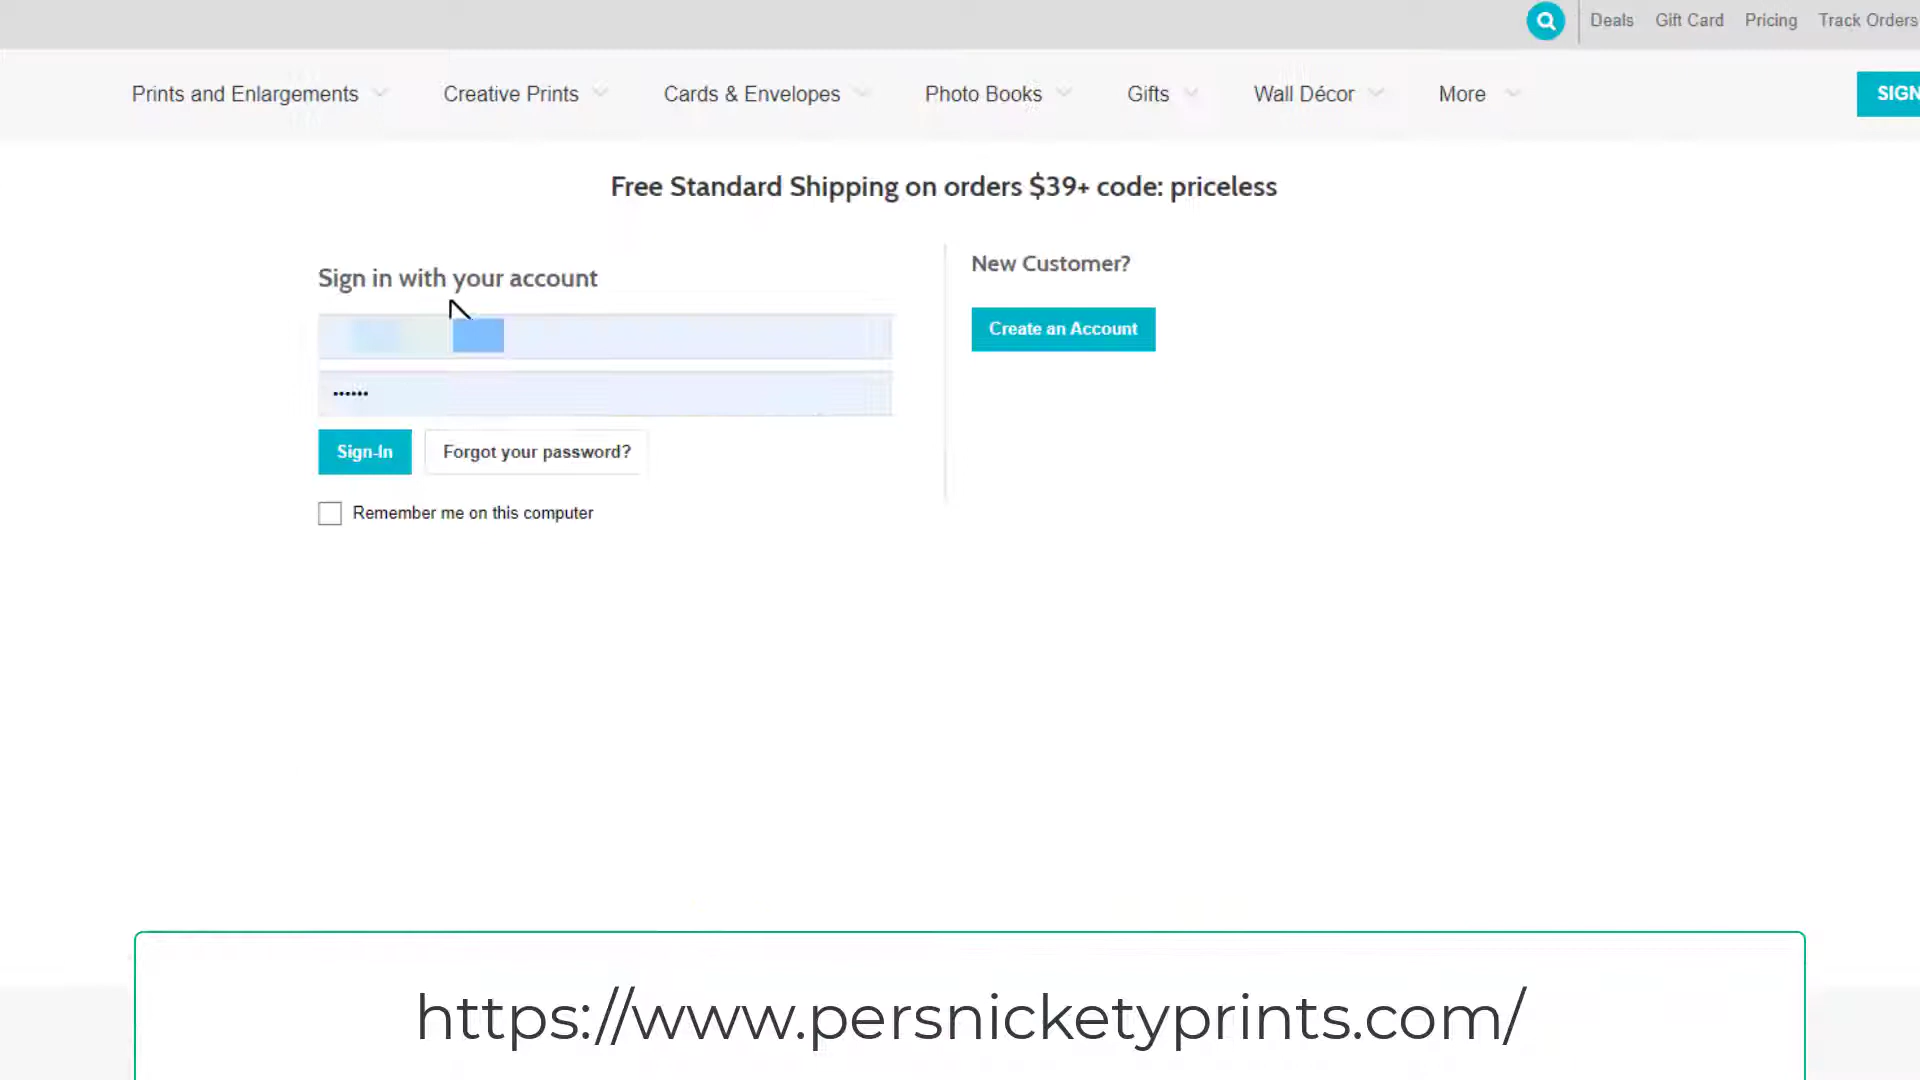 Deals Gift Card Pricing Track Orders
Prints and Enlargements Creative Prints Cards & Envelopes Photo Books Gifts Wall Décor More SIGN
Free Standard Shipping on orders $39+ code: priceless
Sign in with your account
New Customer?
Create an Account
••••••
Sign-In Forgot your password?
Remember me on this computer
https://www.persnicketyprints.com/